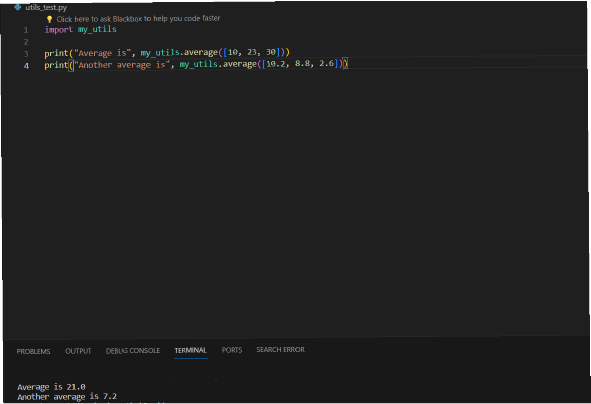 utils_test.py
Click here to ask Blackbox to help you code faster
1 import my_utils
2
3 print("Average is", my_utils.average([10, 23, 30]))
4 print("Another average is", my_utils.average([10.2, 8.8, 2.6]))
PROBLEMS OUTPUT DEBUG CONSOLE TERMINAL PORTS SEARCH ERROR
Average is 21.0
Another average is 7.2